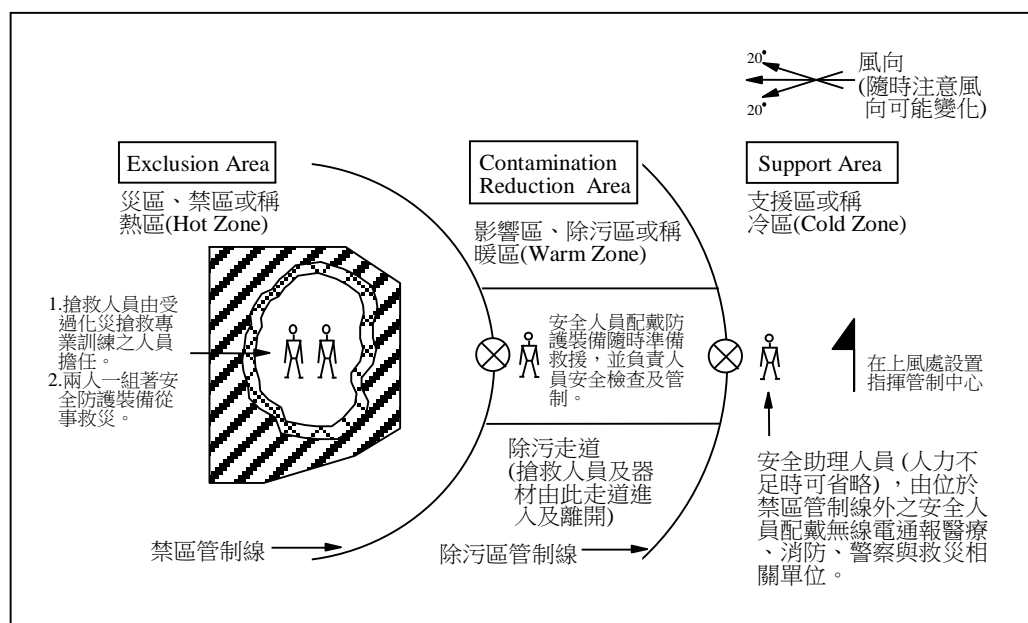 20°
風向
(隨時注意風
向可能變化)
20°
Exclusion Area
災區、禁區或稱
熱區(Hot Zone)
Contamination
Reduction Area
影響區、除污區或稱
暖區(Warm Zone)
Support Area
支援區或稱
冷區(Cold Zone)
1.搶救人員由受
過化災搶救專
業訓練之人員
擔任。
2.兩人一組著安
全防護裝備從
事救災。
安全人員配戴防
護裝備隨時準備
救援，並負責人
員安全檢查及管
制。
在上風處設置
指揮管制中心
除污走道
(搶救人員及器
材由此走道進
入及離開)
安全助理人員 (人力不
足時可省略)，由位於
禁區管制線外之安全人
員配戴無線電通報醫療
、消防、警察與救災相
關單位。
禁區管制線
除污區管制線